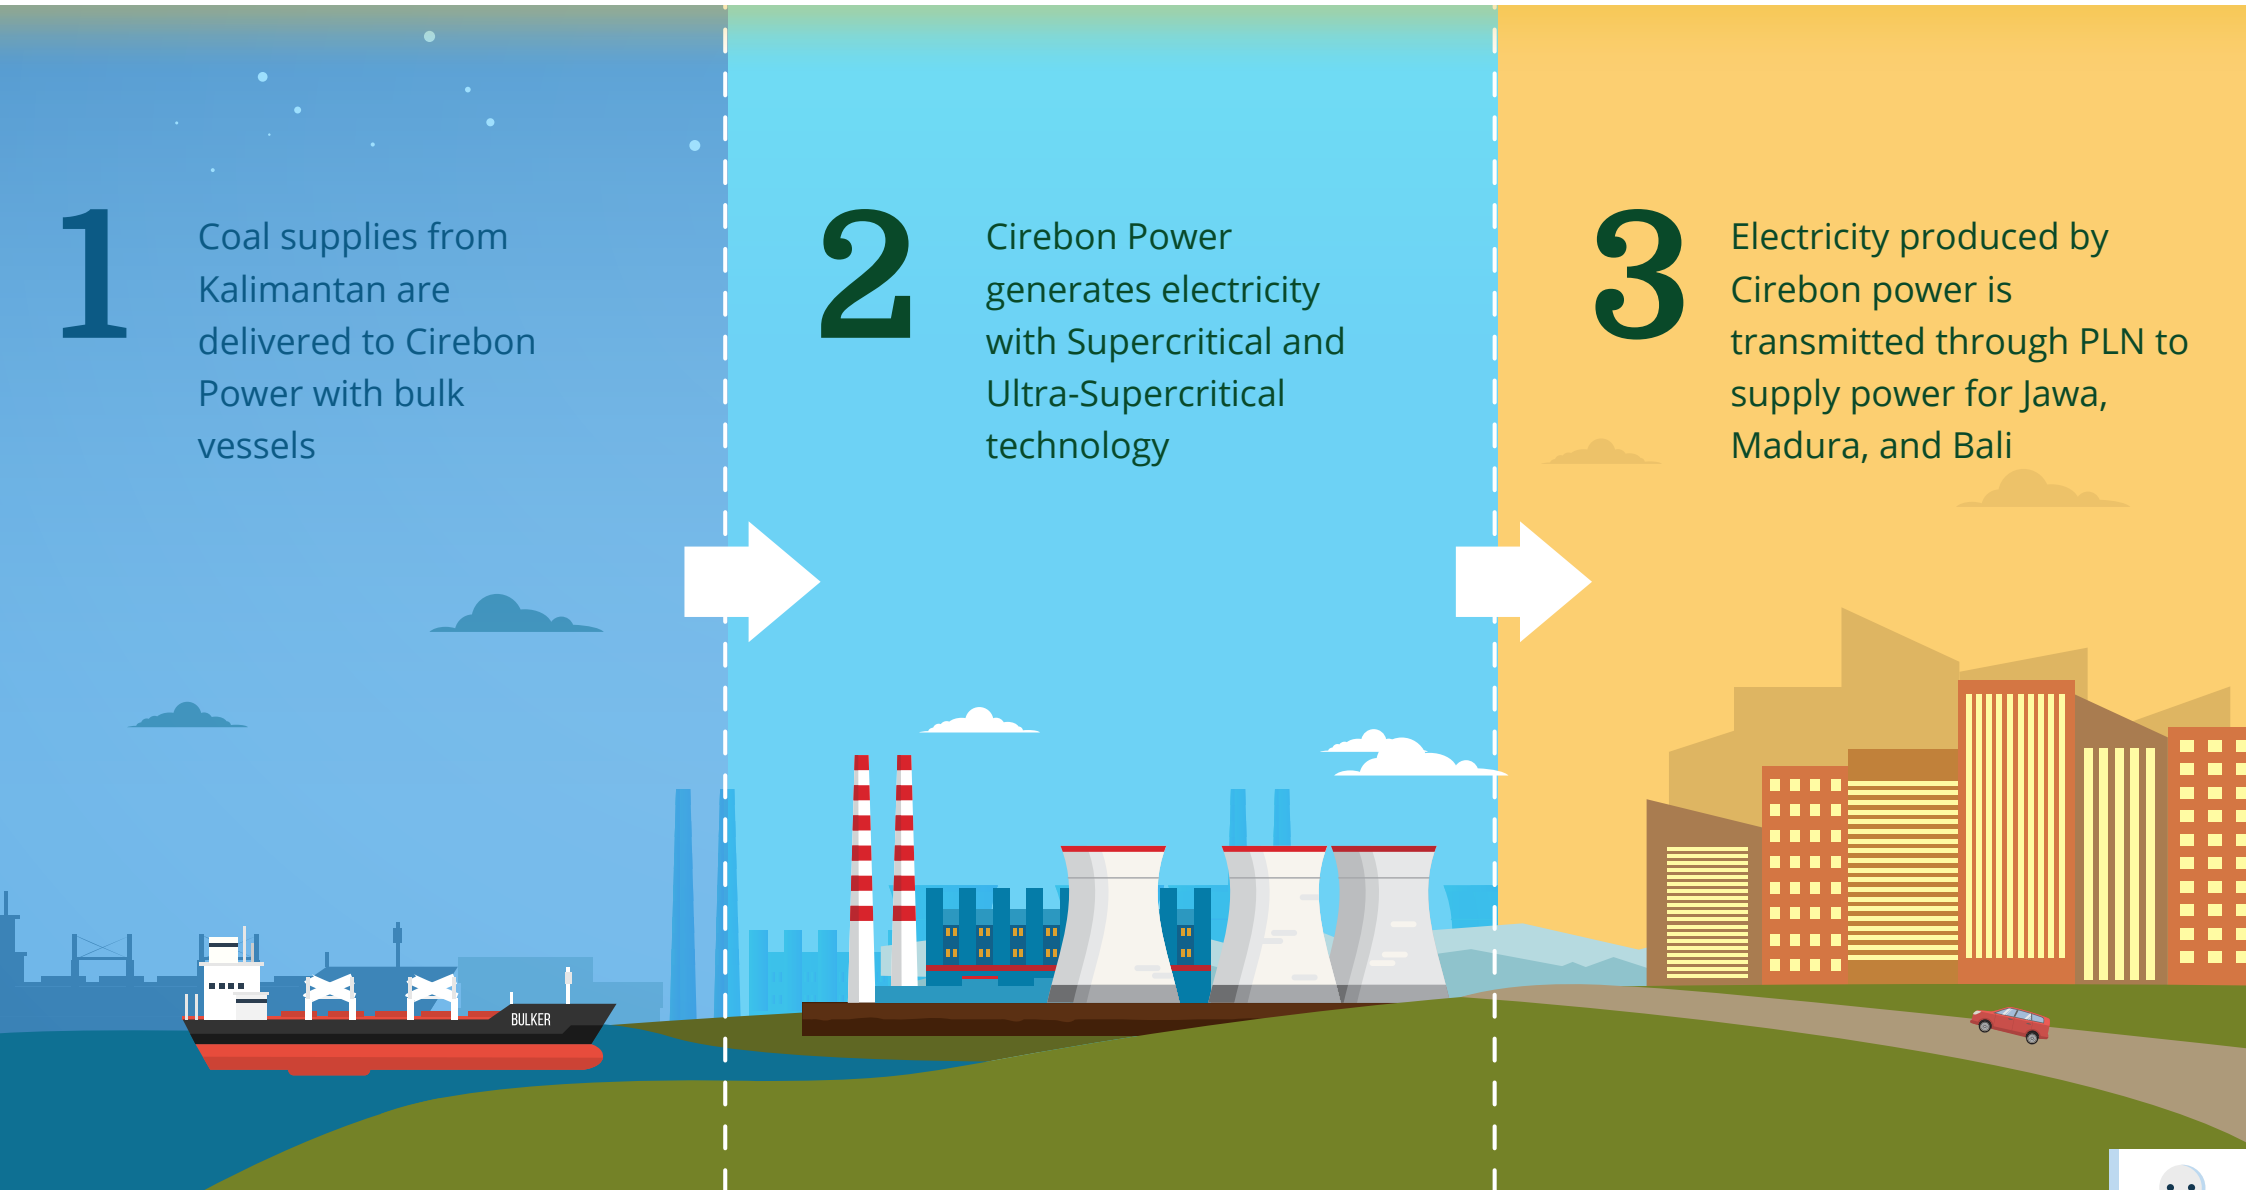 1
Coal supplies from
Kalimantan are
delivered to Cirebon
Power with bulk
vessels
2
Cirebon Power
generates electricity
with Supercritical and
Ultra-Supercritical
technology
3
Electricity produced by
Cirebon power is
transmitted through PLN to
supply power for Jawa,
Madura, and Bali
BULKER